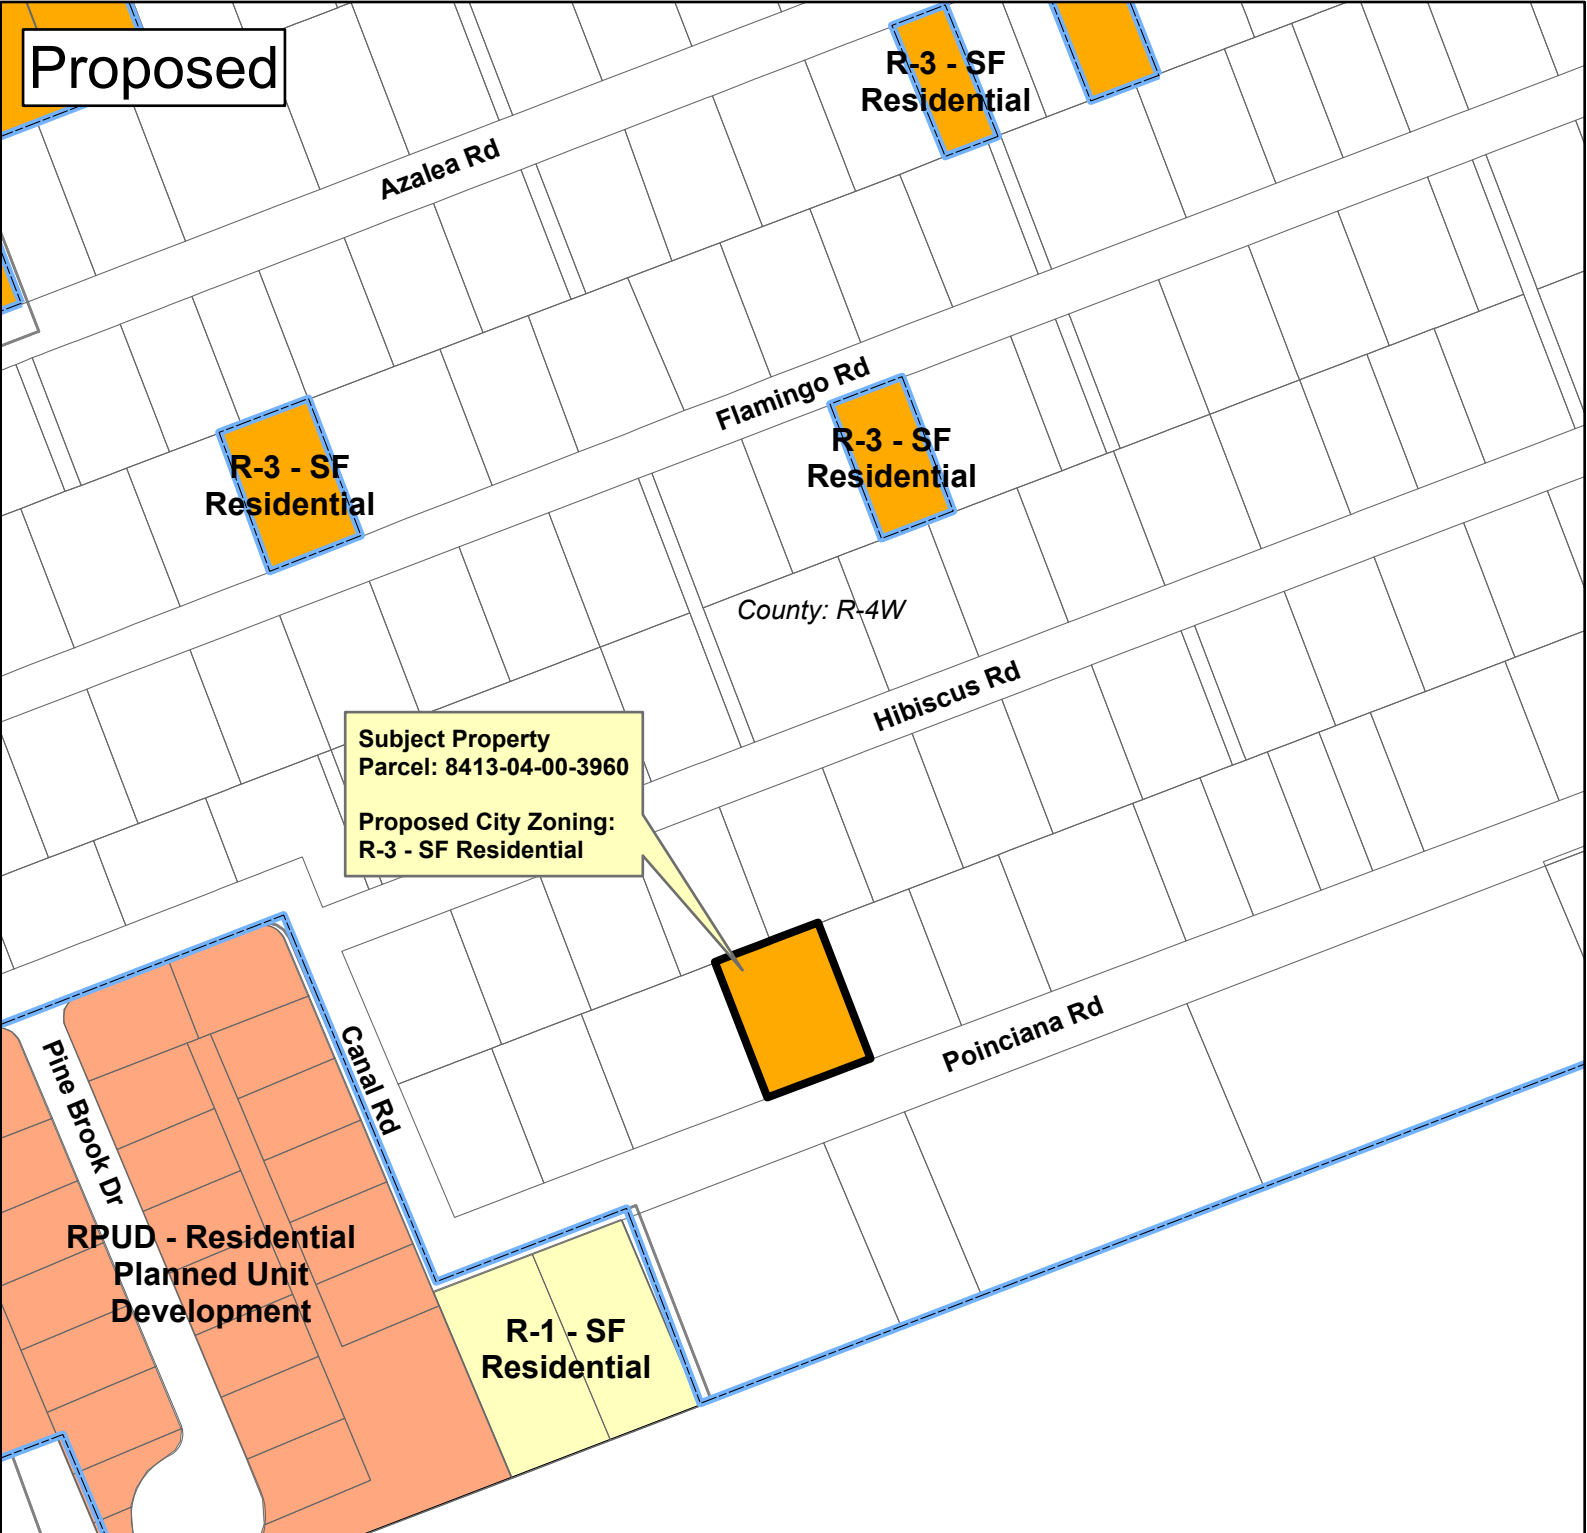 Proposed
R-3 - SF
Residential
Azalea Rd
Flamingo Rd
R-3 - SF
Residential
R-3 - SF
Residential
County: R-4W
Hibiscus Rd
Subject Property
Parcel: 8413-04-00-3960
Proposed City Zoning:
R-3 - SF Residential
Poinciana Rd
Canal Rd
Pine Brook Dr
RPUD - Residential
Planned Unit
Development
R-1 - SF
Residential